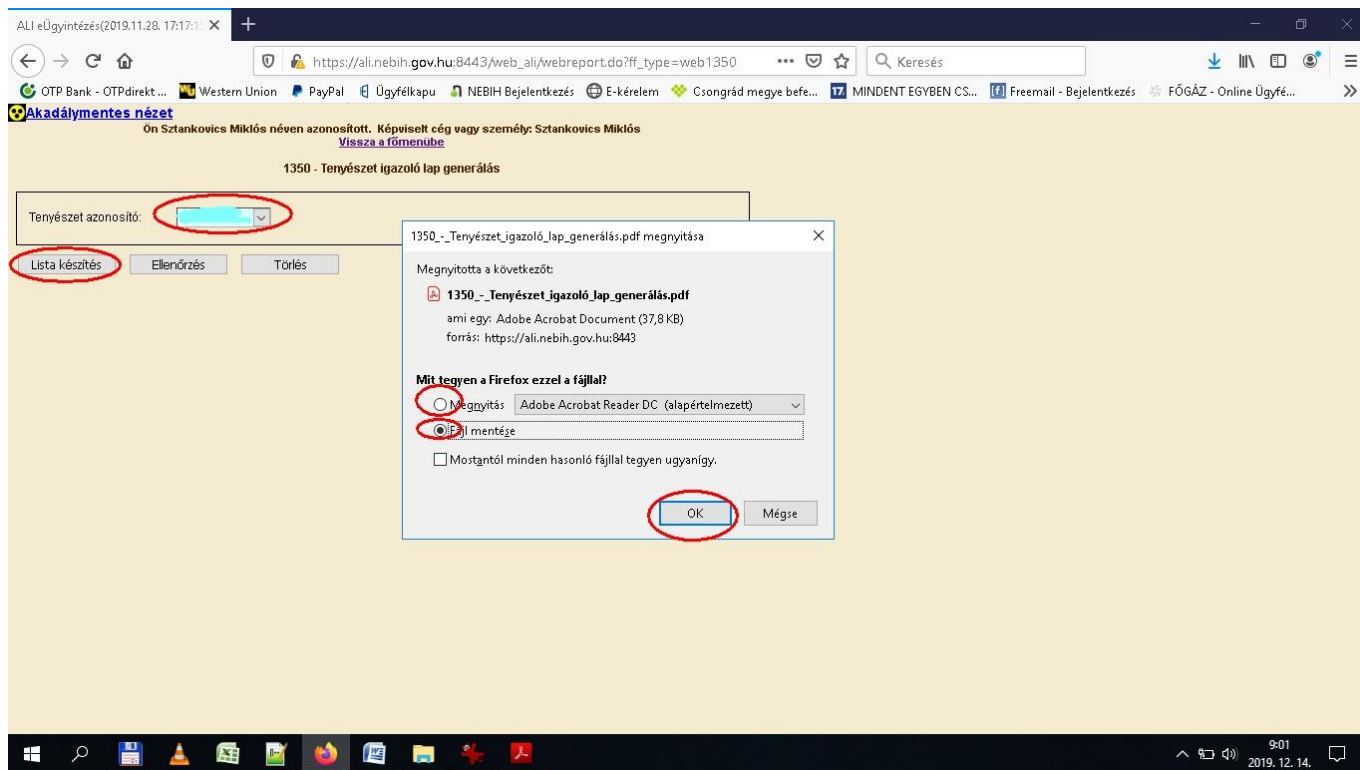 ALI eÜgyintézés(2019.11.28. 17:17:1
https://ali.nebih.gov.hu:8443/web_ali/webreport.do?ff_type=web1350
Keresés
OTP Bank - OTPdirekt ... Western Union PayPal Ügyfélkapu NEBIH Bejelentkezés E-kérelem Csongrád megye befe... MINDENT EGYBEN CS... Freemail - Bejelentkezés FŐGÁZ - Online Ügyfé...
Akadálymentes nézet
Ön Sztankovics Miklós néven azonosított. Képviselt cég vagy személy: Sztankovics Miklós
Vissza a főmenübe
1350 - Tenyészet igazoló lap generálás
Tenyészet azonosító:
Lista készítés Ellenőrzés Törlés
1350_-_Tenyészet_igazoló_lap_generálás.pdf megnyitása
Megnyitotta a következőt:
1350_-_Tenyészet_igazoló_lap_generálás.pdf
ami egy: Adobe Acrobat Document (37,8 KB)
forrás: https://ali.nebih.gov.hu:8443
Mit tegyen a Firefox ezzel a fájllal?
Megnyitás Adobe Acrobat Reader DC (alapértelmezett)
Fájl mentése
Mostantól minden hasonló fájllal tegyen ugyanígy.
OK Mégse
9:01
2019. 12. 14.